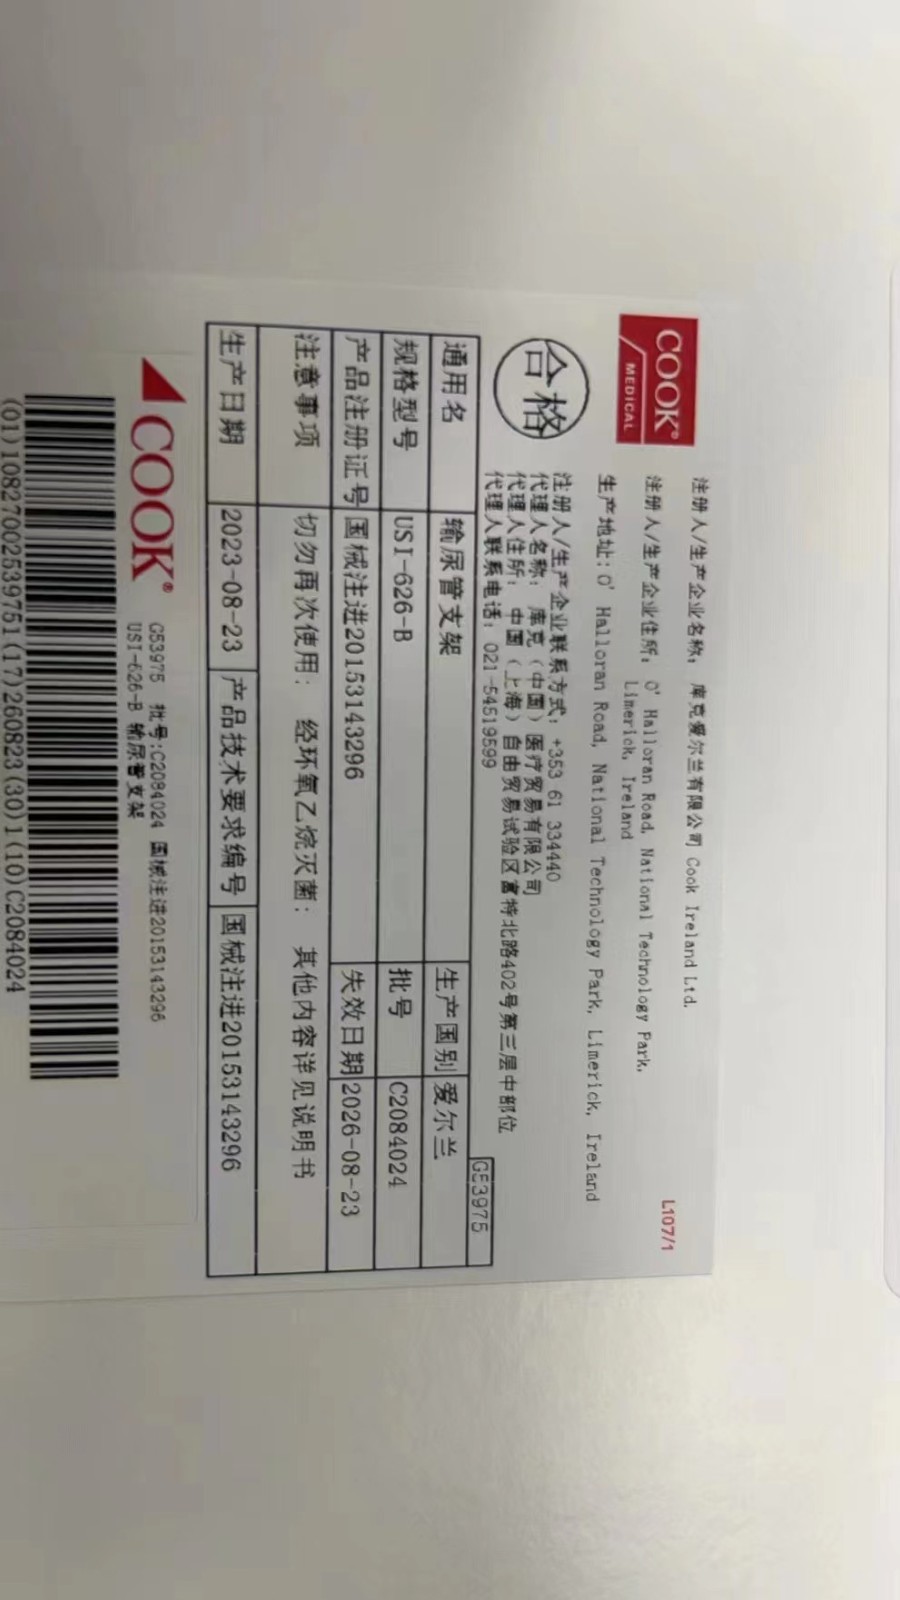 COOK®
MEDICAL
注册人/生产企业名称: 库克爱尔兰有限公司 Cook Ireland Ltd.
注册人/生产企业住所: O' Halloran Road, National Technology Park,
Limerick, Ireland
L107/1
生产地址: O' Halloran Road, National Technology Park, Limerick, Ireland
合格
注册人/生产企业联系方式: +353 61 334440
代理人名称: 库克(中国)医疗贸易有限公司
代理人住所: 中国(上海)自由贸易试验区富特北路402号第三层中部位
代理人联系电话: 021-54519599
G53975
通用名 输尿管支架 生产国别 爱尔兰
规格型号 USI-626-B 批号 C2084024
产品注册证号 国械注进20153143296 失效日期 2026-08-23
注意事项 切勿再次使用; 经环氧乙烷灭菌; 其他内容详见说明书
生产日期 2023-08-23 产品技术要求编号 国械注进20153143296
COOK®
G53975 批号:C2084024 国械注进20153143296
USI-626-B 输尿管支架
(01)10827002539751(17)260823(30)1(10)C2084024